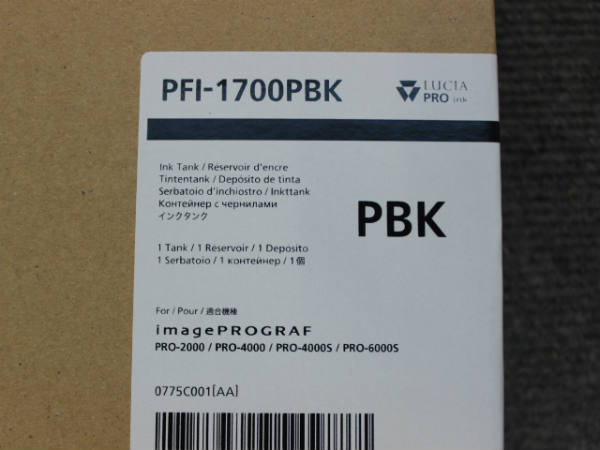 PFI-1700PBK
LUCIA
PRO ink
Ink Tank / Réservoir d'encre
Tintentank / Depósito de tinta
Serbatoio d'inchiostro / Inkttank
Контейнер с чернилами
インクタンク
PBK
1 Tank / 1 Réservoir / 1 Depósito
1 Serbatoio / 1 контейнер / 1個
For / Pour / 適合機種
imagePROGRAF
PRO-2000 / PRO-4000 / PRO-4000S / PRO-6000S
0775C001[AA]